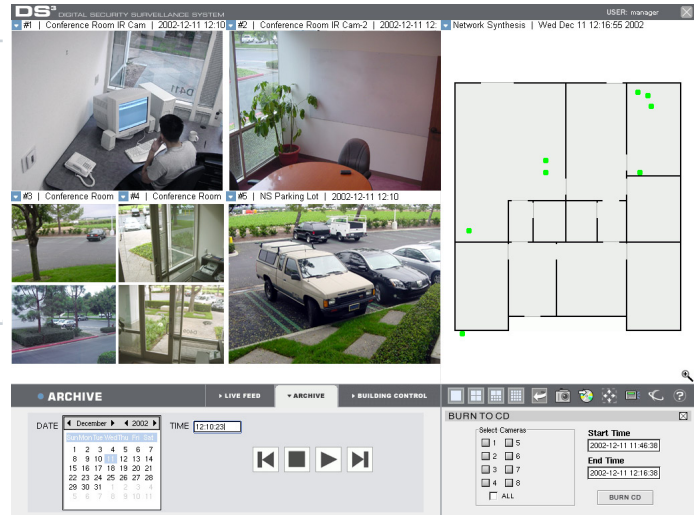 DS³ DIGITAL SECURITY SURVEILLANCE SYSTEM
USER: manager
#1 | Conference Room IR Cam | 2002-12-11 12:10
#2 | Conference Room IR Cam-2 | 2002-12-11 12:
Network Synthesis | Wed Dec 11 12:16:55 2002
D411
#3 | Conference Room
#4 | Conference Room
#5 | NS Parking Lot | 2002-12-11 12:10
ARCHIVE
LIVE FEED
ARCHIVE
BUILDING CONTROL
?
DATE
December 2002
Sun Mon Tue Wed Thu Fri Sat
1 2 3 4 5 6 7
8 9 10 11 12 13 14
15 16 17 18 19 20 21
22 23 24 25 26 27 28
29 30 31 1 2 3 4
5 6 7 8 9 10 11
TIME 12:10:23
BURN TO CD
Select Cameras
1 5
2 6
3 7
4 8
ALL
Start Time
2002-12-11 11:46:38
End Time
2002-12-11 12:16:38
BURN CD